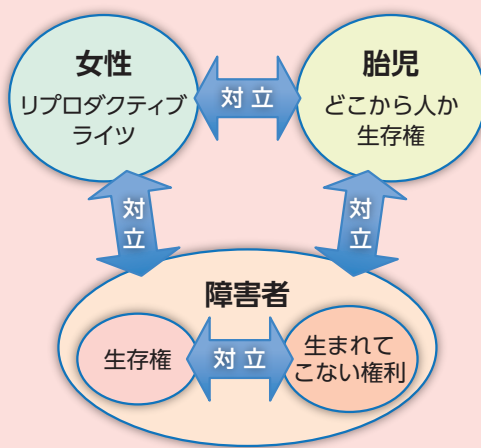 女性
リプロダクティブ
ライツ
対立
胎児
どこから人か
生存権
対
立
対
立
障害者
生存権
対立
生まれて
こない権利